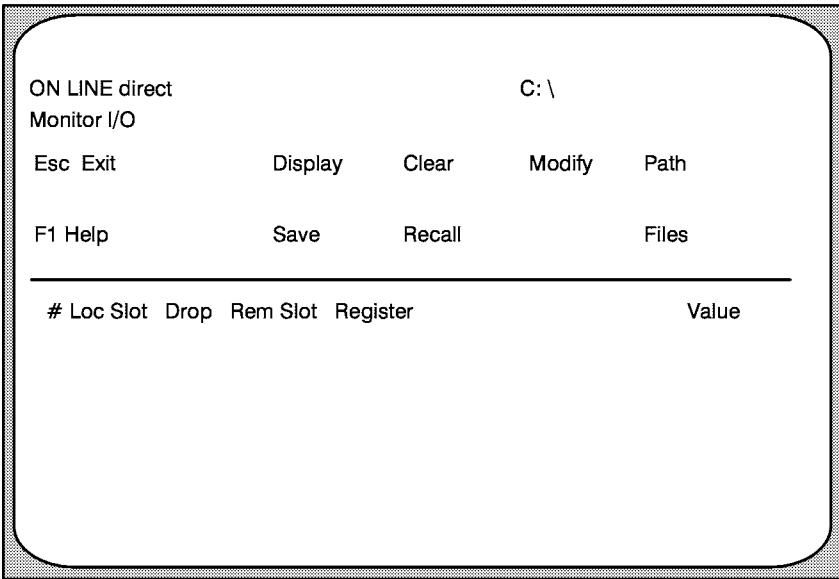 ON LINE direct C: \
Monitor I/O
Esc Exit Display Clear Modify Path
F1 Help Save Recall Files
# Loc Slot Drop Rem Slot Register Value